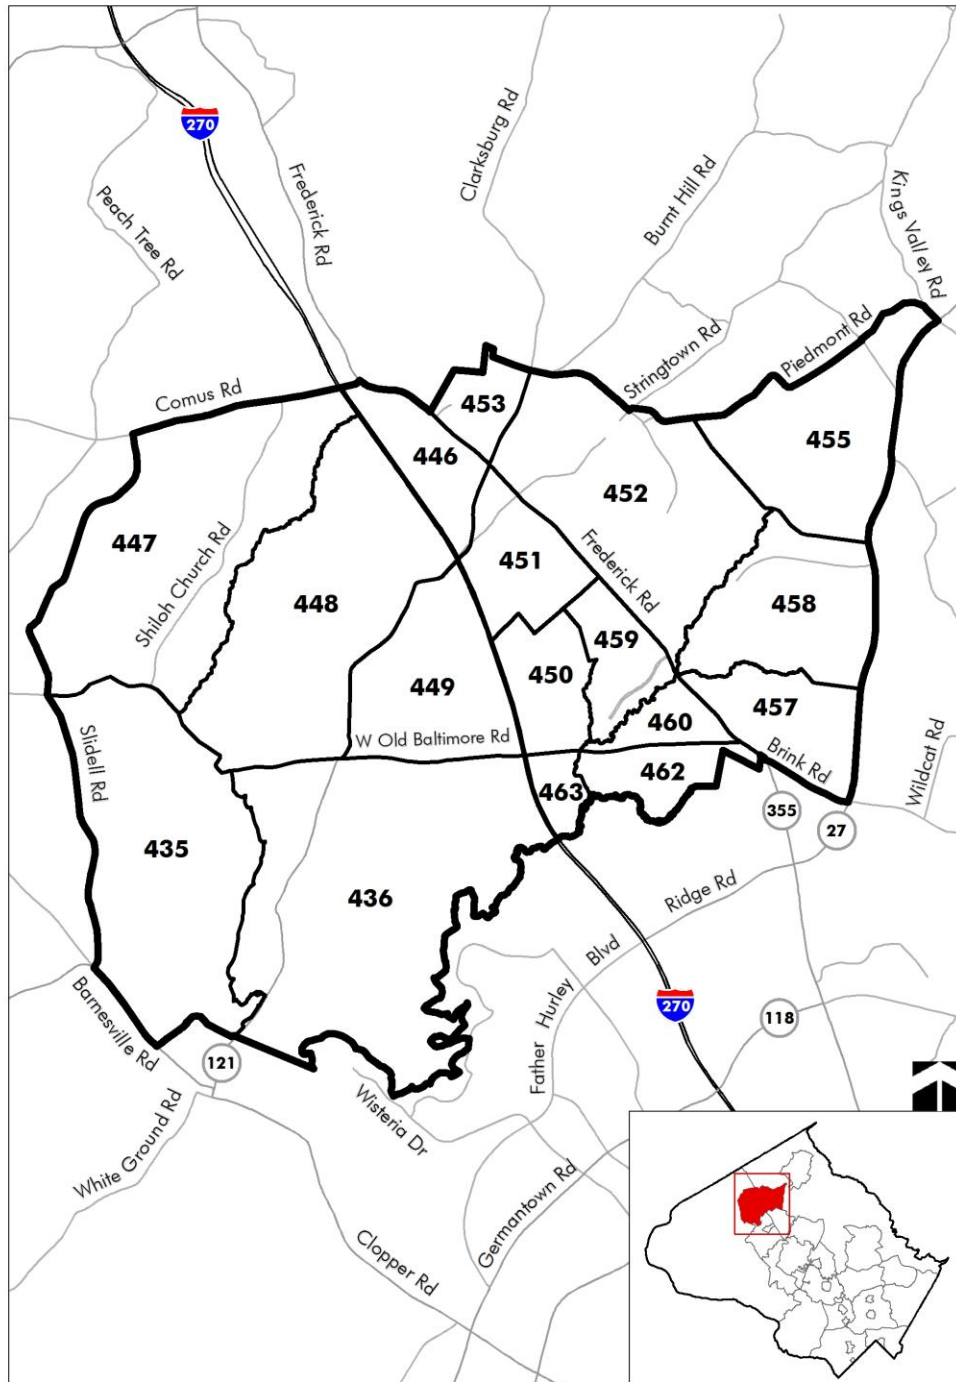 270
Clarksburg Rd
Frederick Rd
Burnt Hill Rd
Kings Valley Rd
Peach Tree Rd
Piedmont Rd
Stringtown Rd
Comus Rd
453
446
455
452
447
Shiloh Church Rd
451
Frederick Rd
448
458
459
450
449
457
460
W Old Baltimore Rd
Slidell Rd
Brink Rd
Wildcat Rd
462
463
355
27
435
436
Ridge Rd
Blvd
Hurley
Father
270
118
Barnesville Rd
121
Wisteria Dr
White Ground Rd
Germantown Rd
Clopper Rd